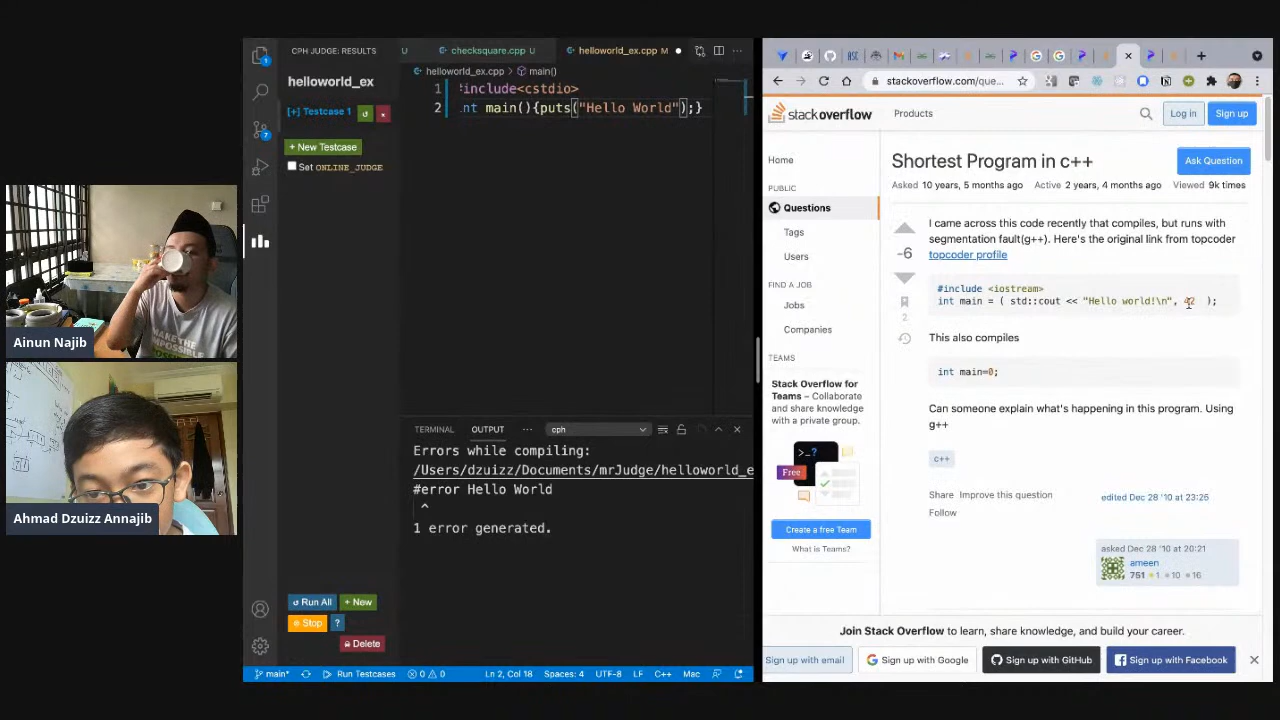 Ainun Najib
Ahmad Dzuizz Annajib
CPH JUDGE: RESULTS
helloworld_ex
[+] Testcase 1
+ New Testcase
Set ONLINE_JUDGE
Run All
+ New
Stop
?
Delete
U
checksquare.cpp U
helloworld_ex.cpp M
helloworld_ex.cpp > main()
1 include<cstdio>
2 nt main(){puts("Hello World");}
TERMINAL
OUTPUT
cph
Errors while compiling:
/Users/dzuizz/Documents/mrJudge/helloworld_e
#error Hello World
^
1 error generated.
main*
Run Testcases
0
0
Ln 2, Col 18
Spaces: 4
UTF-8
LF
C++
Mac
stackoverflow.com/que...
stackoverflow
Products
Log in
Sign up
Home
PUBLIC
Questions
Tags
Users
FIND A JOB
Jobs
Companies
TEAMS
Stack Overflow for
Teams – Collaborate
and share knowledge
with a private group.
Free
Create a free Team
What is Teams?
Shortest Program in c++
Ask Question
Asked 10 years, 5 months ago
Active 2 years, 4 months ago
Viewed 9k times
-6
2
I came across this code recently that compiles, but runs with
segmentation fault(g++). Here's the original link from topcoder
topcoder profile
#include <iostream>
int main = ( std::cout << "Hello world!\n", 42 );
This also compiles
int main=0;
Can someone explain what's happening in this program. Using
g++
c++
Share Improve this question
Follow
edited Dec 28 '10 at 23:26
asked Dec 28 '10 at 20:21
ameen
751 1 10 16
Join Stack Overflow to learn, share knowledge, and build your career.
Sign up with email
Sign up with Google
Sign up with GitHub
Sign up with Facebook